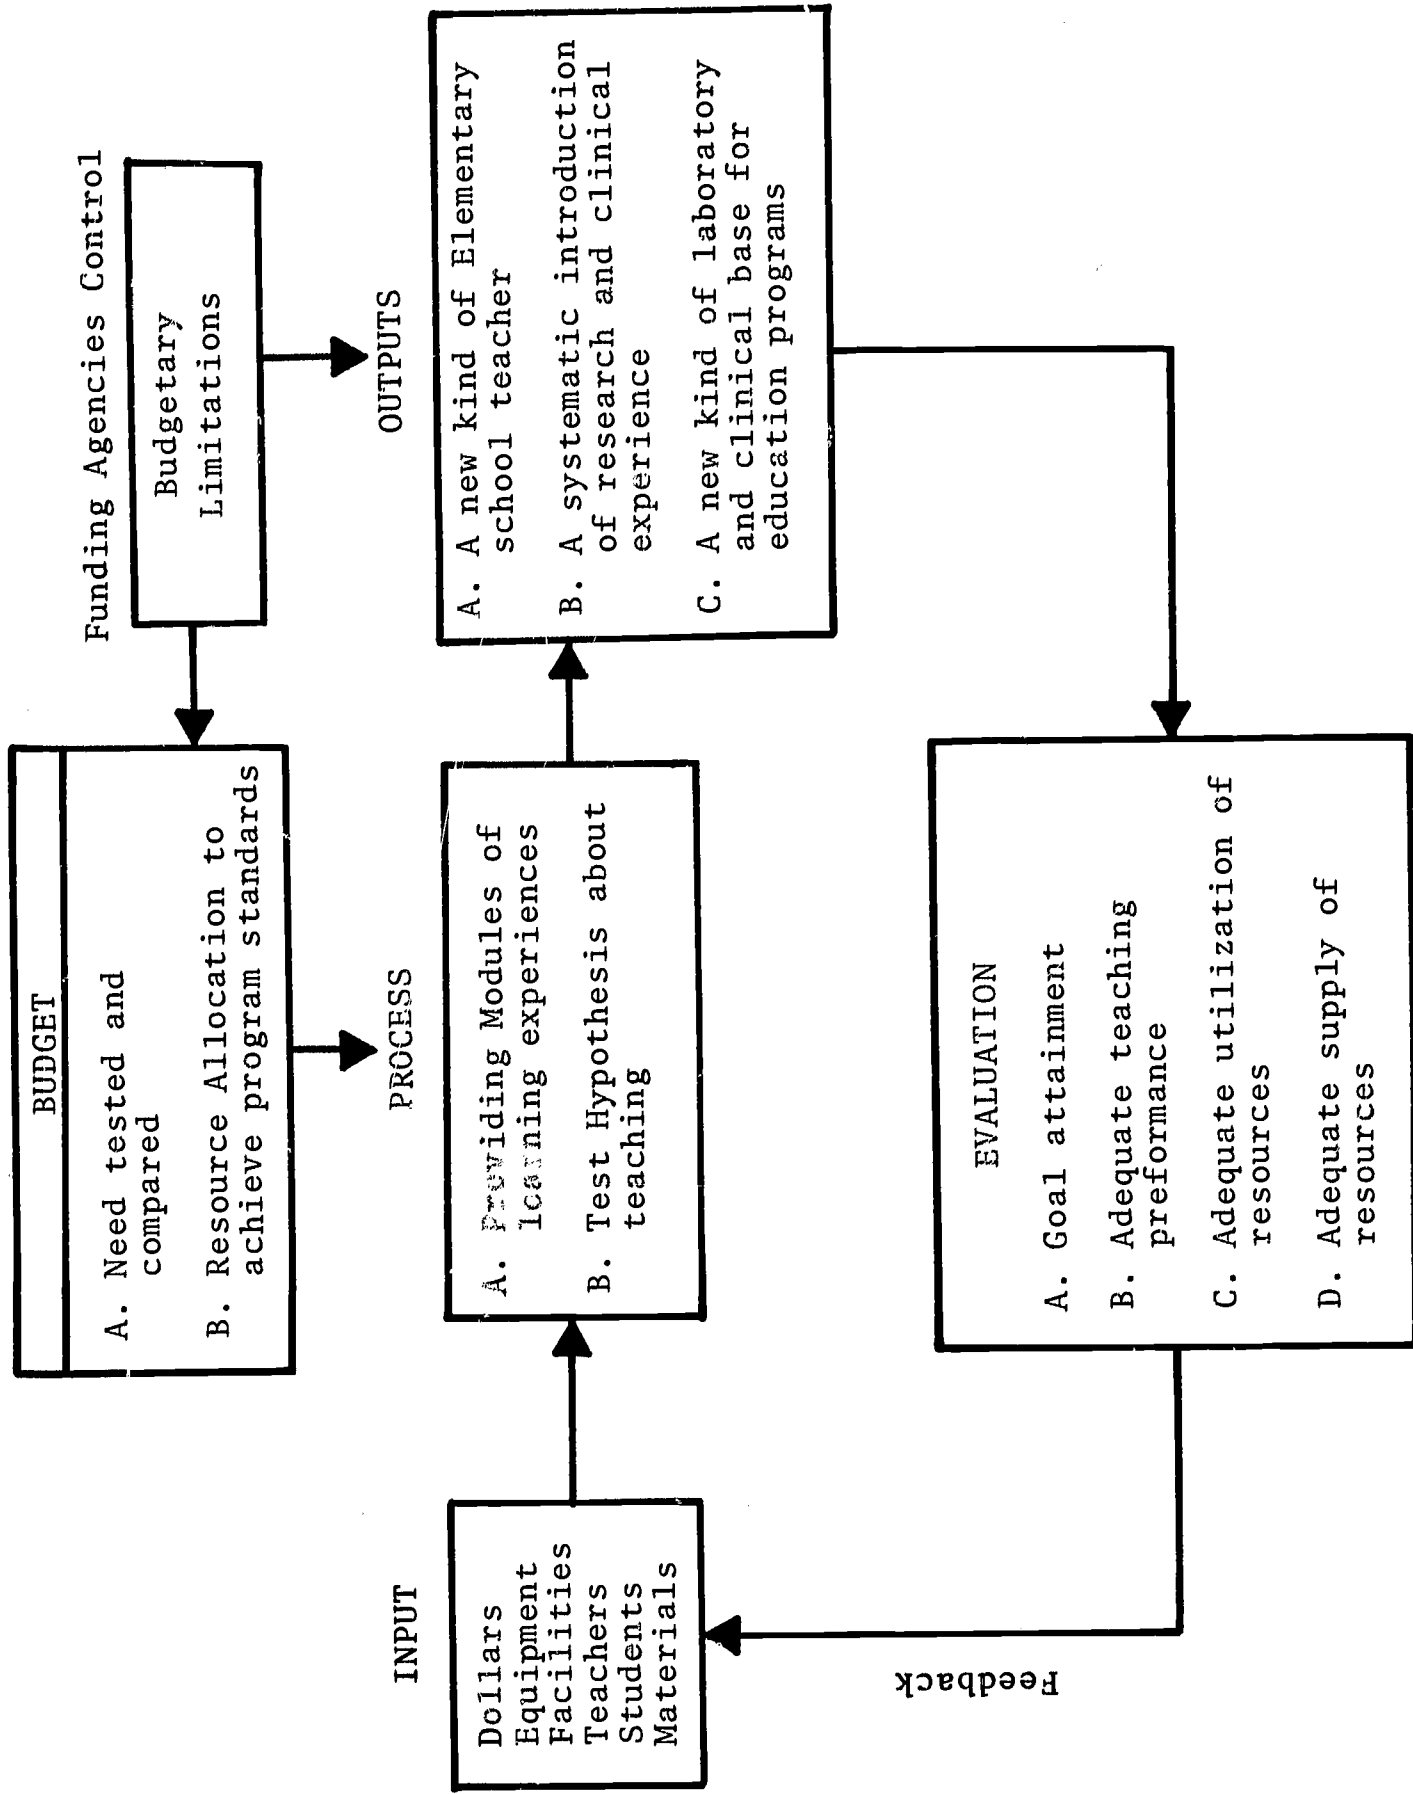 Funding Agencies Control
BUDGET
A. Need tested and
compared
B. Resource Allocation to
achieve program standards
Budgetary
Limitations
INPUT
Dollars
Equipment
Facilities
Teachers
Students
Materials
PROCESS
A. Providing Modules of
learning experiences
B. Test Hypothesis about
teaching
OUTPUTS
A. A new kind of Elementary
school teacher
B. A systematic introduction
of research and clinical
experience
C. A new kind of laboratory
and clinical base for
education programs
Feedback
EVALUATION
A. Goal attainment
B. Adequate teaching
preformance
C. Adequate utilization of
resources
D. Adequate supply of
resources